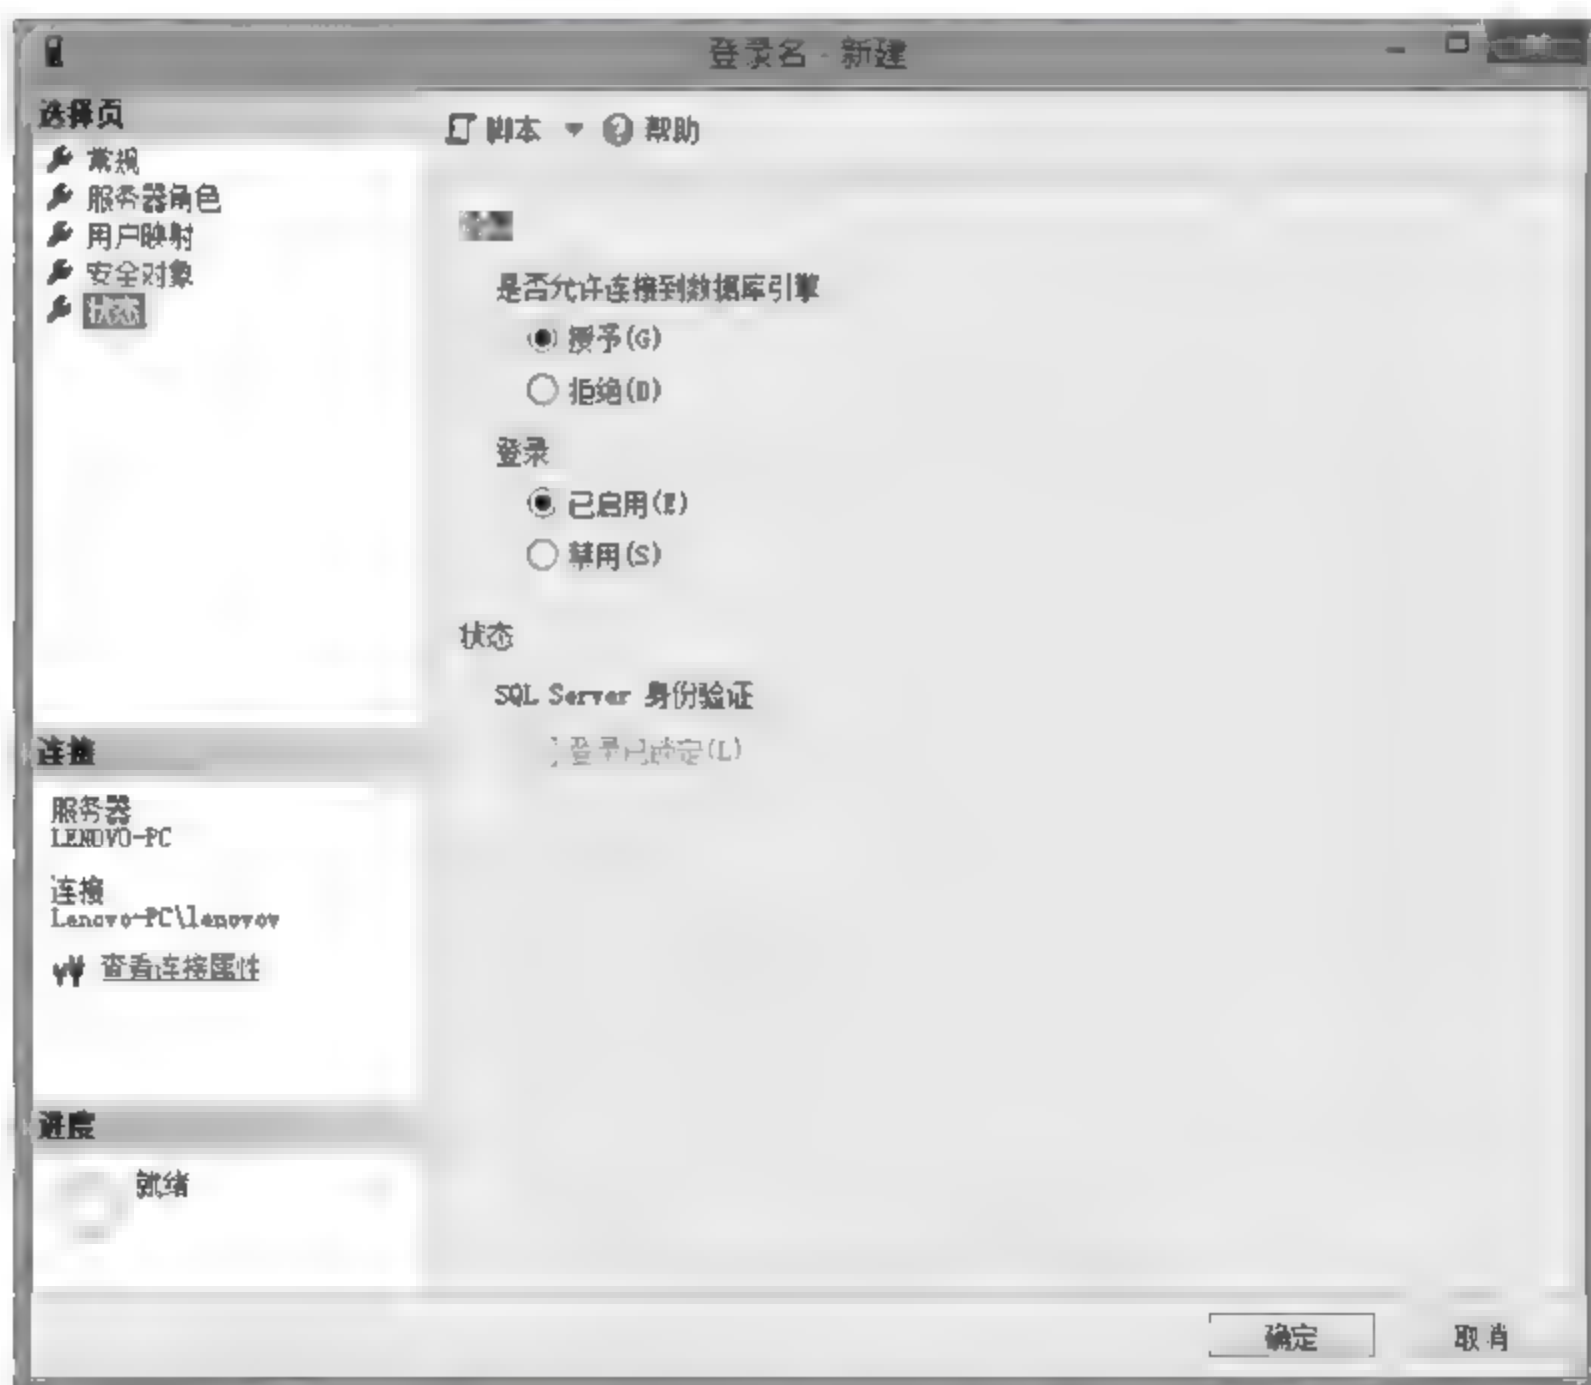 登录名 - 新建
选择页
常规
服务器角色
用户映射
安全对象
状态
脚本 帮助
是否允许连接到数据库引擎
授予(G)
拒绝(D)
登录
已启用(E)
禁用(S)
状态
SQL Server 身份验证
登录已锁定(L)
连接
服务器
LENOVO-PC
连接
Lenovo-PC\lenovov
查看连接属性
进度
就绪
确定 取消